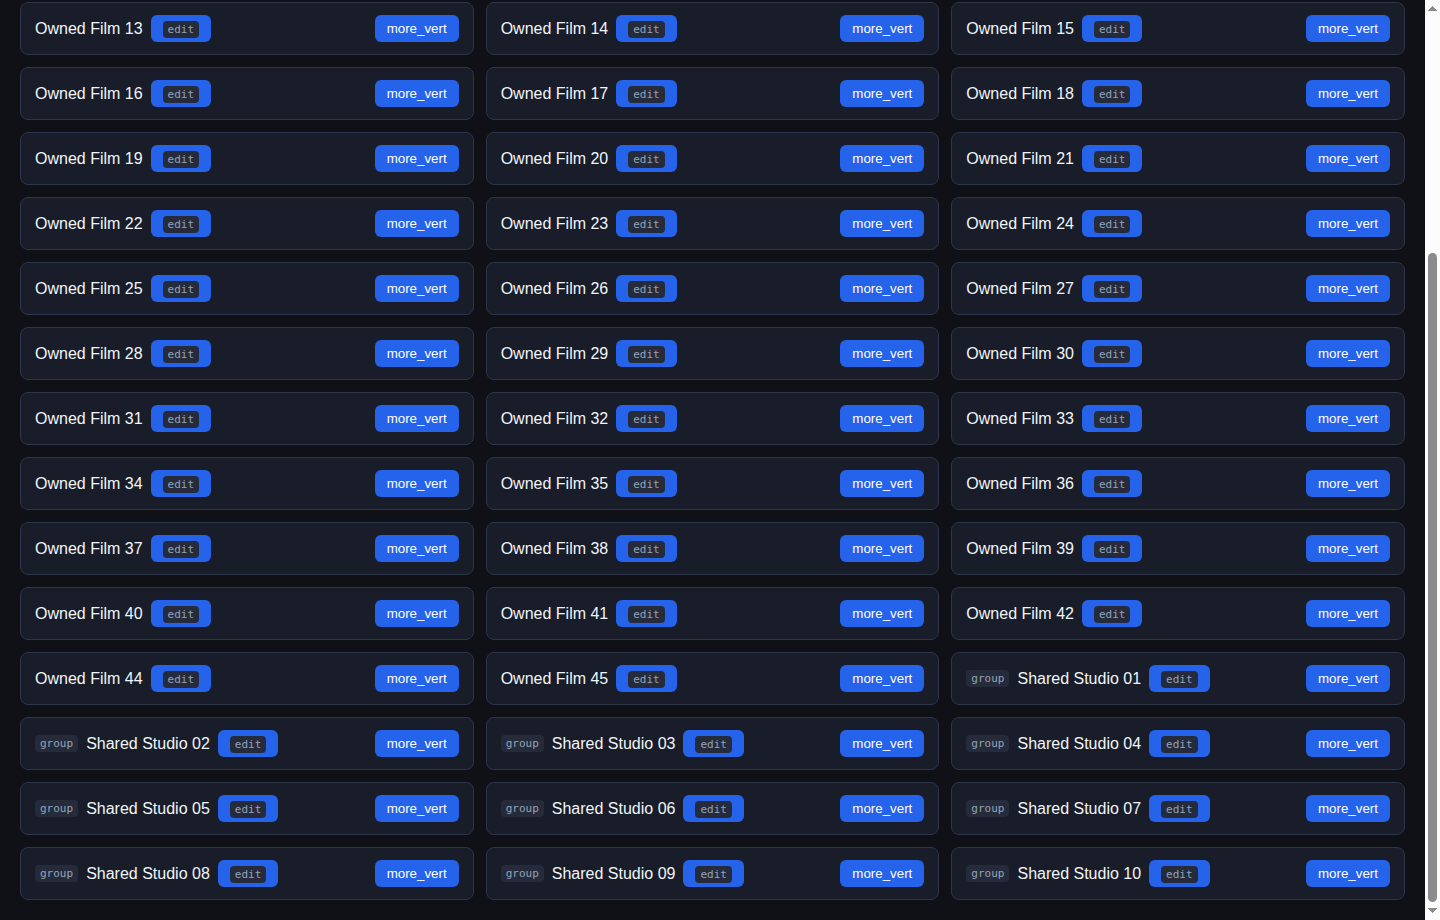 Owned Film 13 edit more_vert Owned Film 14 edit more_vert Owned Film 15 edit more_vert
Owned Film 16 edit more_vert Owned Film 17 edit more_vert Owned Film 18 edit more_vert
Owned Film 19 edit more_vert Owned Film 20 edit more_vert Owned Film 21 edit more_vert
Owned Film 22 edit more_vert Owned Film 23 edit more_vert Owned Film 24 edit more_vert
Owned Film 25 edit more_vert Owned Film 26 edit more_vert Owned Film 27 edit more_vert
Owned Film 28 edit more_vert Owned Film 29 edit more_vert Owned Film 30 edit more_vert
Owned Film 31 edit more_vert Owned Film 32 edit more_vert Owned Film 33 edit more_vert
Owned Film 34 edit more_vert Owned Film 35 edit more_vert Owned Film 36 edit more_vert
Owned Film 37 edit more_vert Owned Film 38 edit more_vert Owned Film 39 edit more_vert
Owned Film 40 edit more_vert Owned Film 41 edit more_vert Owned Film 42 edit more_vert
Owned Film 44 edit more_vert Owned Film 45 edit more_vert group Shared Studio 01 edit more_vert
group Shared Studio 02 edit more_vert group Shared Studio 03 edit more_vert group Shared Studio 04 edit more_vert
group Shared Studio 05 edit more_vert group Shared Studio 06 edit more_vert group Shared Studio 07 edit more_vert
group Shared Studio 08 edit more_vert group Shared Studio 09 edit more_vert group Shared Studio 10 edit more_vert